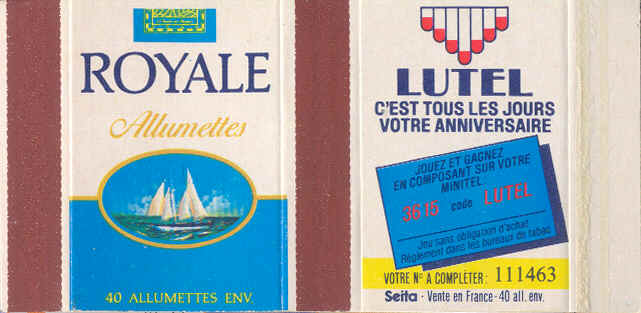 ROYALE
Allumettes
40 ALLUMETTES ENV.
LUTEL
C'EST TOUS LES JOURS
VOTRE ANNIVERSAIRE
JOUEZ ET GAGNEZ
EN COMPOSANT SUR VOTRE
MINITEL:
3615 code LUTEL
Jeu sans obligation d'achat
Règlement dans les bureaux de tabac
VOTRE N° A COMPLÉTER: 111463
Seita · Vente en France - 40 all. env.